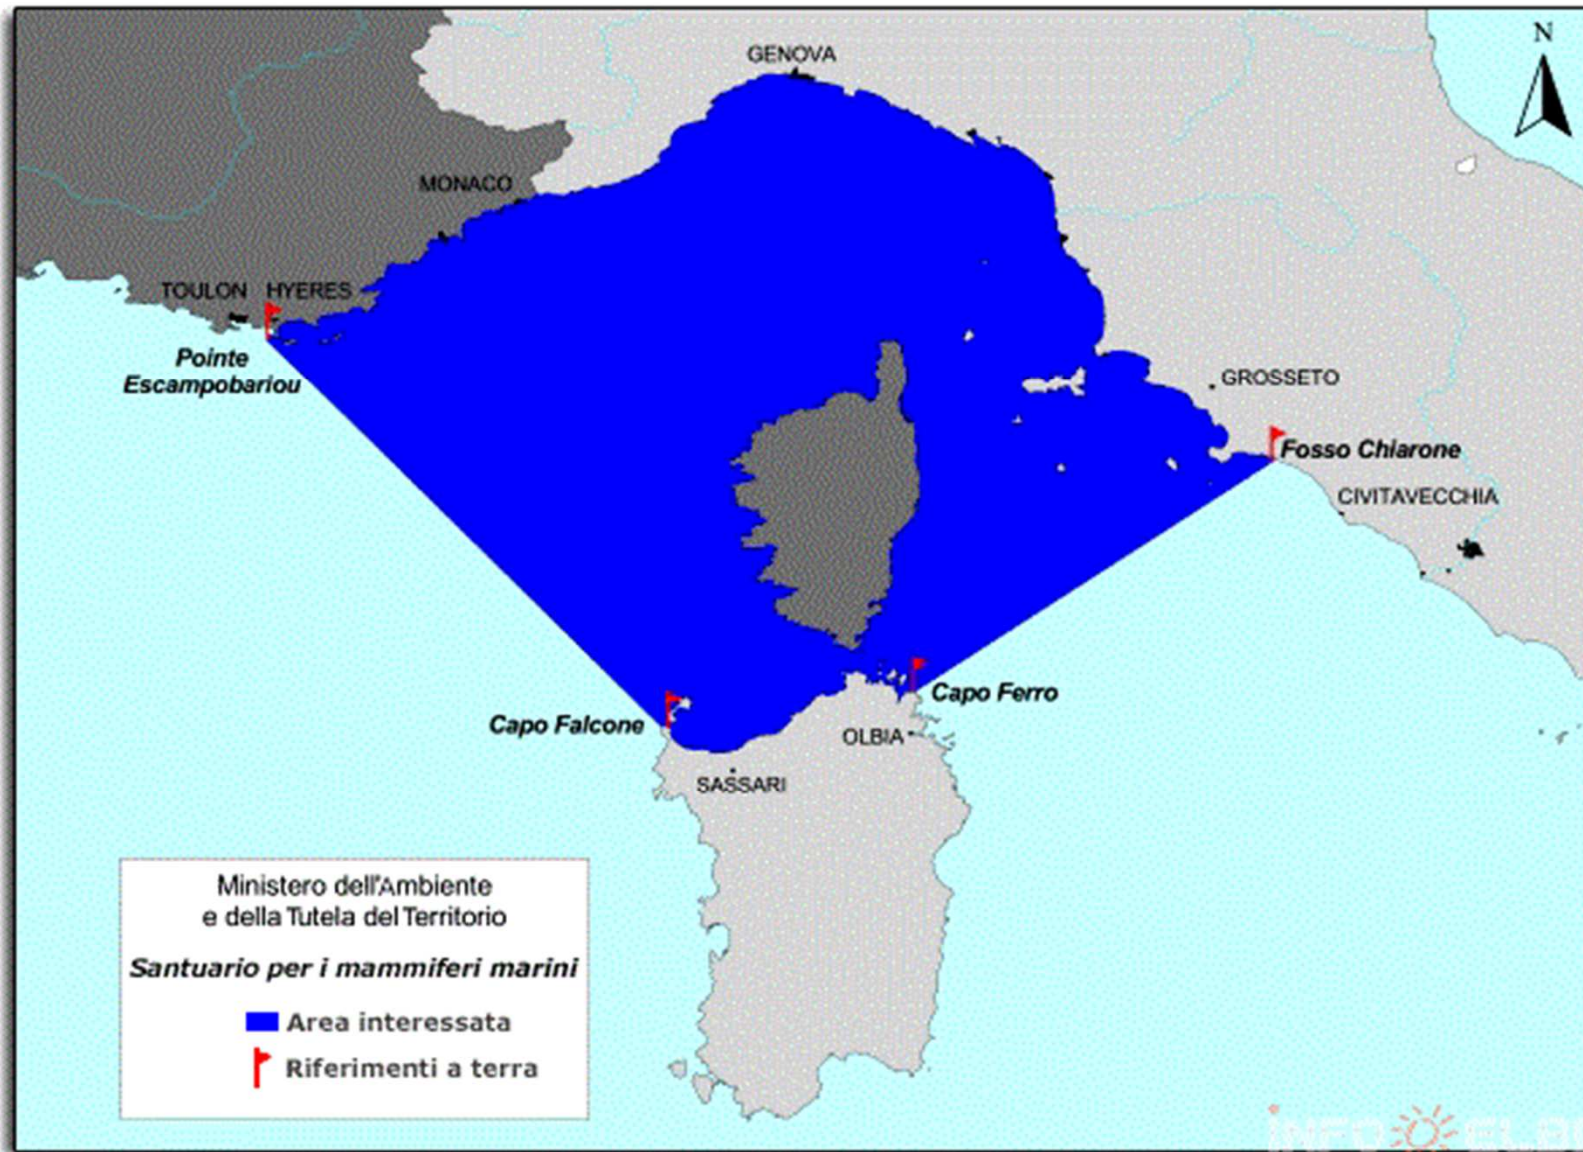 N
GENOVA
MONACO
TOULON HYERES
Pointe
Escampobariou
GROSSETO
Fosso Chiarone
CIVITAVECCHIA
Capo Ferro
Capo Falcone
OLBIA
SASSARI
Ministero dell'Ambiente
e della Tutela del Territorio
Santuario per i mammiferi marini
Area interessata
Riferimenti a terra
INFO